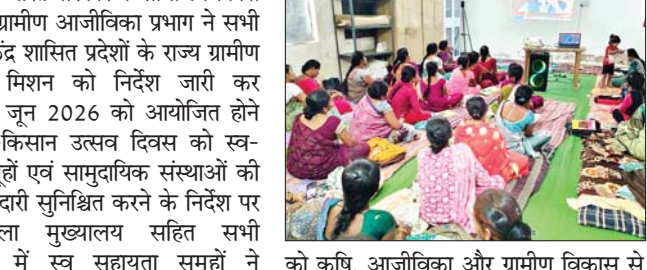 ग्रामीण आजीविका प्रभाग ने सभी
शासित प्रदेशों के राज्य ग्रामीण
मिशन को निर्देश जारी कर
जून 2026 को आयोजित होने
किसान उत्सव दिवस को स्व-
एवं सामुदायिक संस्थाओं की
सुनिश्चित करने के निर्देश पर
मुख्यालय सहित सभी
में स्व सहायता समूहों ने
को कृषि, आजीविका और ग्रामीण विकास से